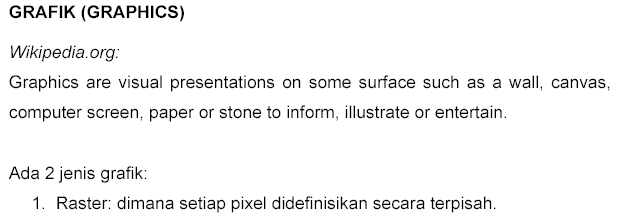 GRAFIK (GRAPHICS)
Wikipedia.org:
Graphics are visual presentations on some surface such as a wall, canvas,
computer screen, paper or stone to inform, illustrate or entertain.
Ada 2 jenis grafik:
1. Raster: dimana setiap pixel didefinisikan secara terpisah.